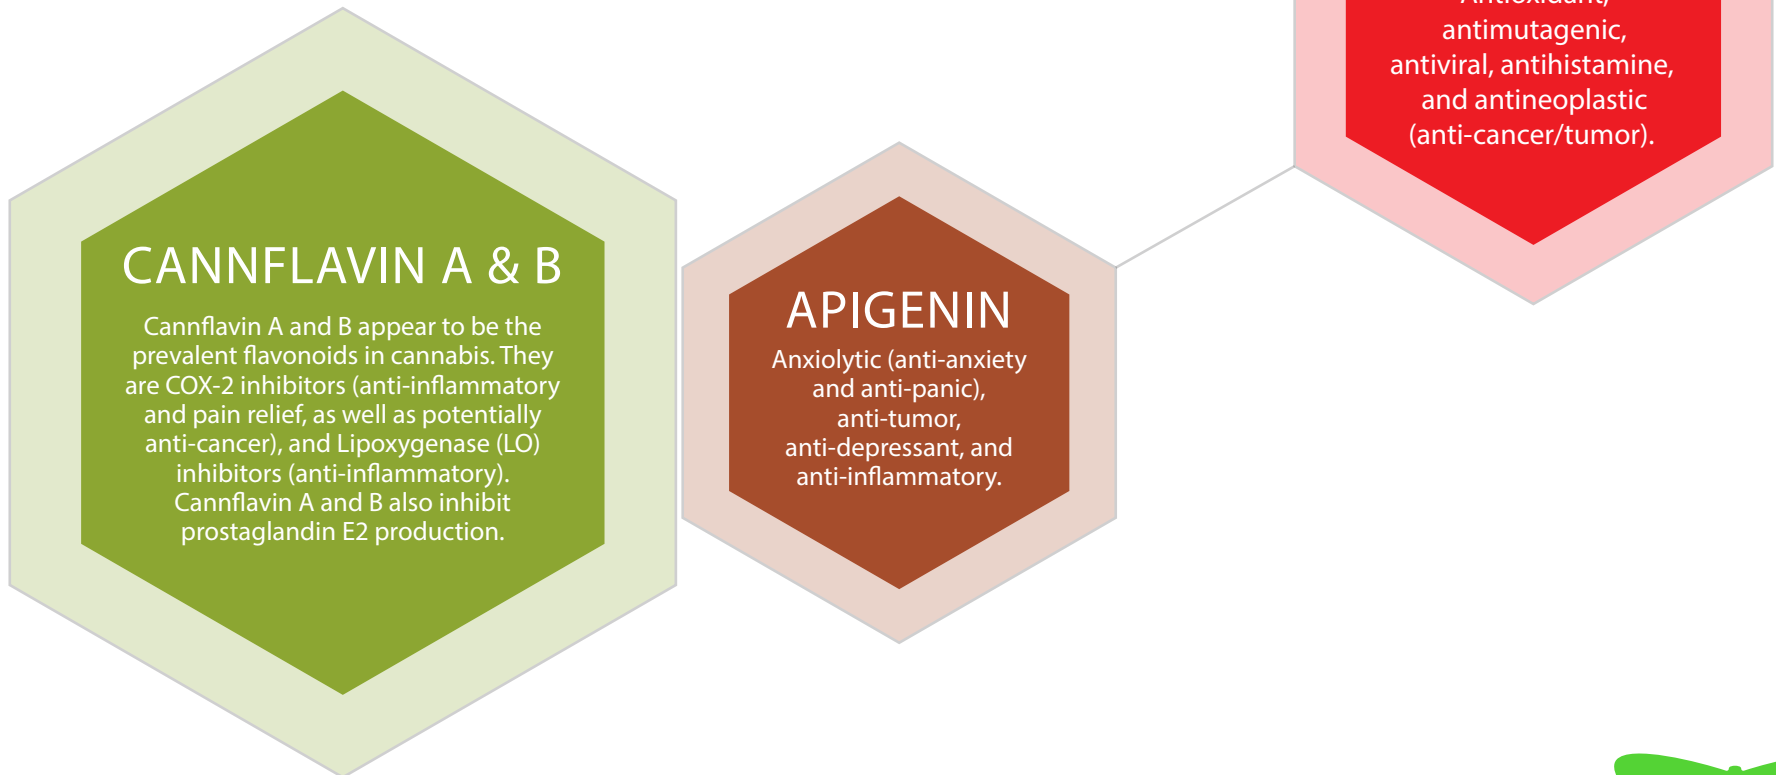 Antioxidant,
antimutagenic,
antiviral, antihistamine,
and antineoplastic
(anti-cancer/tumor).
CANNFLAVIN A & B
Cannflavin A and B appear to be the
prevalent flavonoids in cannabis. They
are COX-2 inhibitors (anti-inflammatory
and pain relief, as well as potentially
anti-cancer), and Lipoxygenase (LO)
inhibitors (anti-inflammatory).
Cannflavin A and B also inhibit
prostaglandin E2 production.
APIGENIN
Anxiolytic (anti-anxiety
and anti-panic),
anti-tumor,
anti-depressant, and
anti-inflammatory.